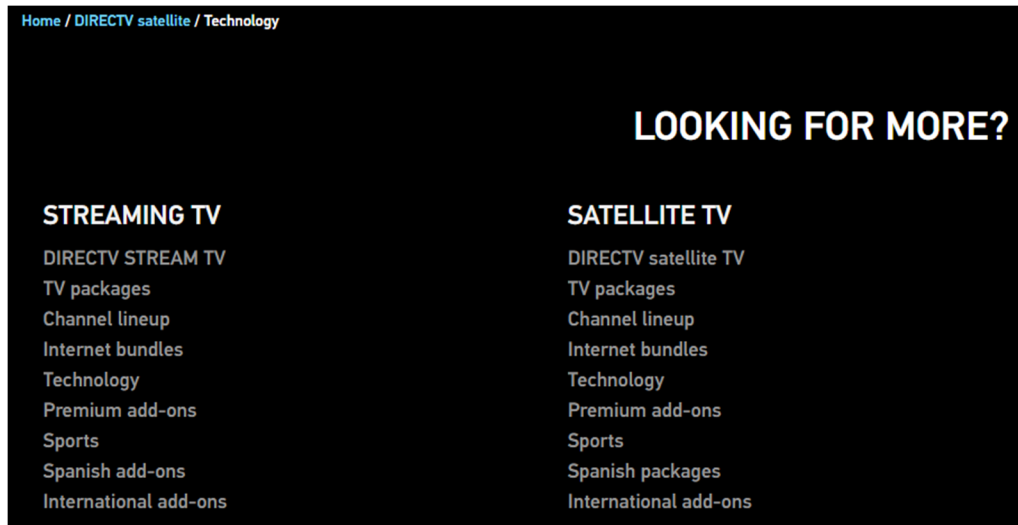 Home / DIRECTV satellite / Technology
LOOKING FOR MORE?
STREAMING TV
DIRECTV STREAM TV
TV packages
Channel lineup
Internet bundles
Technology
Premium add-ons
Sports
Spanish add-ons
International add-ons
SATELLITE TV
DIRECTV satellite TV
TV packages
Channel lineup
Internet bundles
Technology
Premium add-ons
Sports
Spanish packages
International add-ons